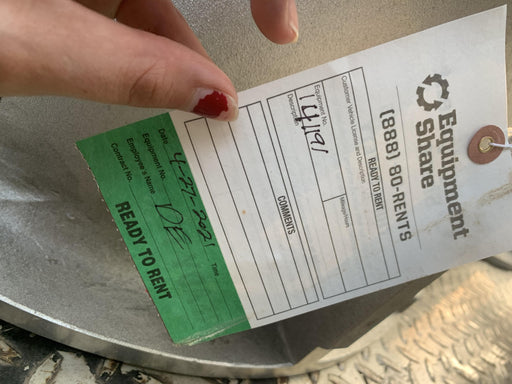 Equipment
Share
(888) 80-RENTS
READY TO RENT
Customer Vehicle License and Description
Equipment No.
Mileage/Hours
14191
Description
COMMENTS
Date 4-27-2021 Time
Equipment No.
Employee's Name DE
Contract No.
READY TO RENT